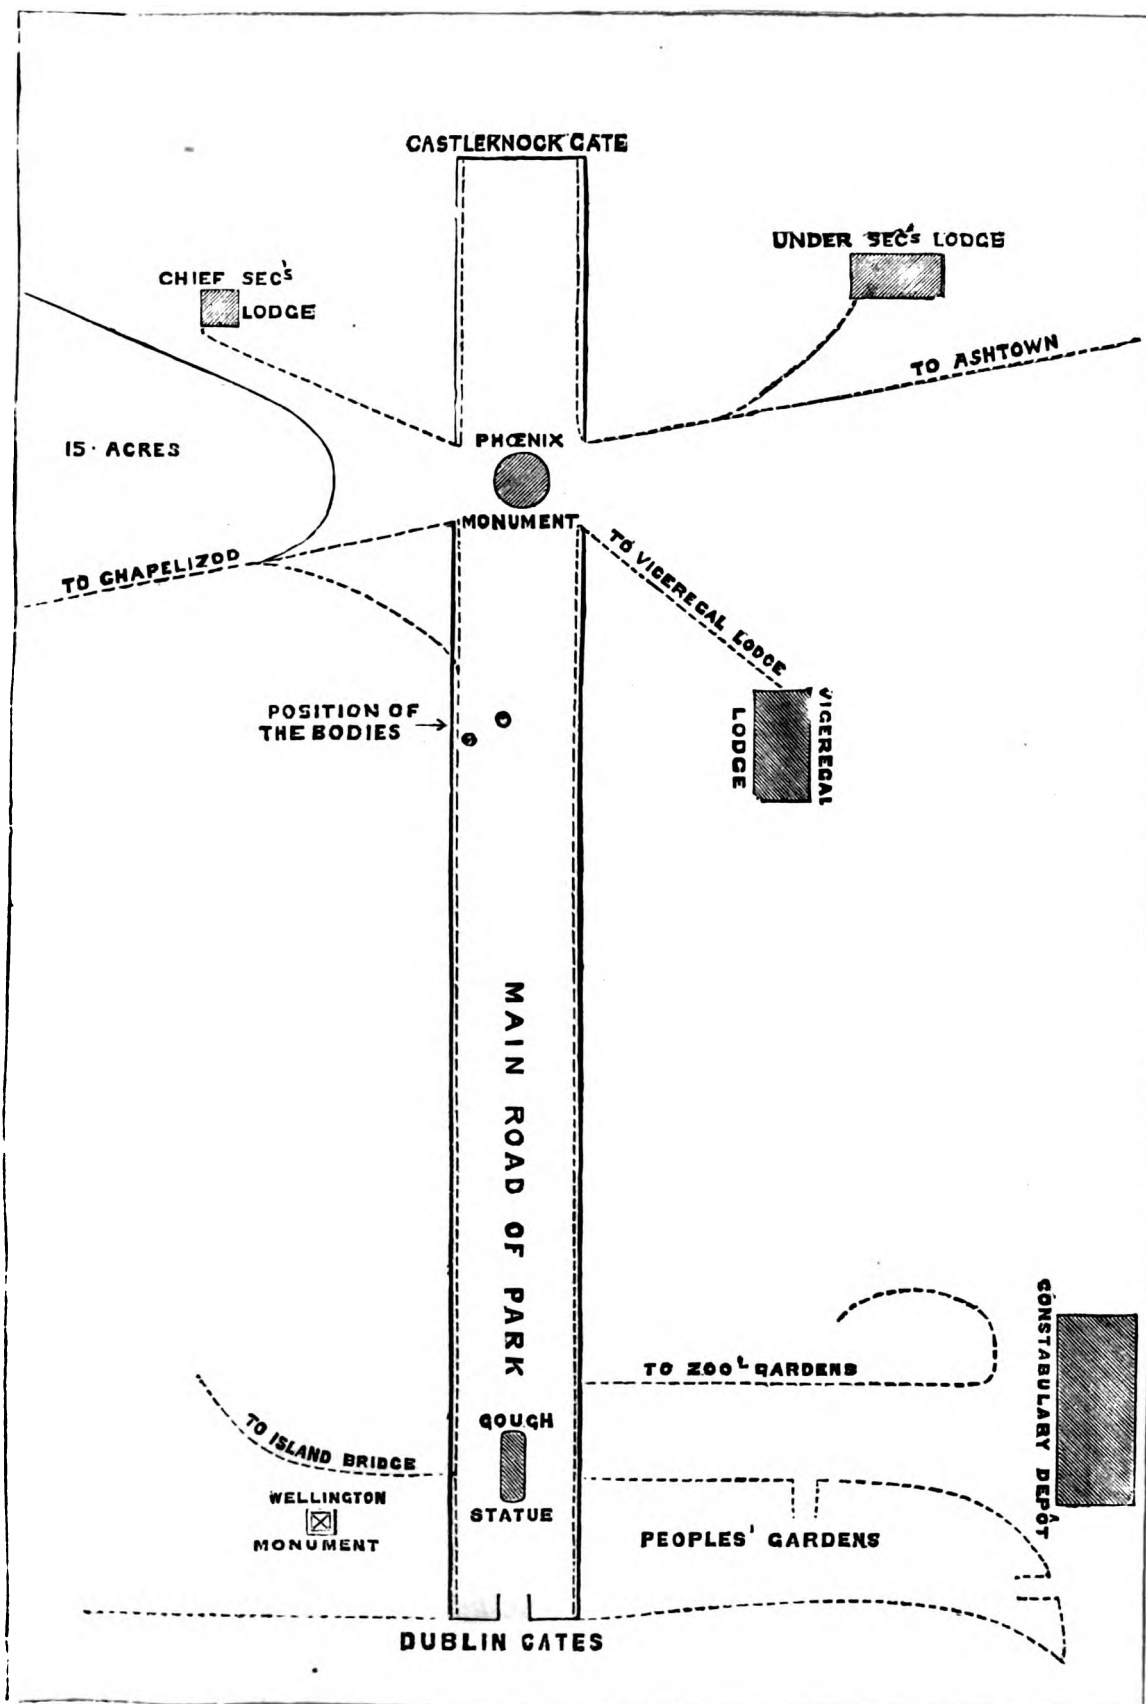 CASTLERNOCK GATE
UNDER SEC'S LODGE
CHIEF SEC'S
LODGE
TO ASHTOWN
PHŒNIX
15. ACRES
MONUMENT
TO CHAPELIZOD
TO VICEREGAL LODGE
POSITION OF
THE BODIES
VICEREGAL
LODGE
MAIN ROAD OF PARK
CONSTABULARY DEPÔT
TO ZOO^L GARDENS
GOUGH
TO ISLAND BRIDGE
WELLINGTON
STATUE
MONUMENT
PEOPLES' GARDENS
DUBLIN GATES